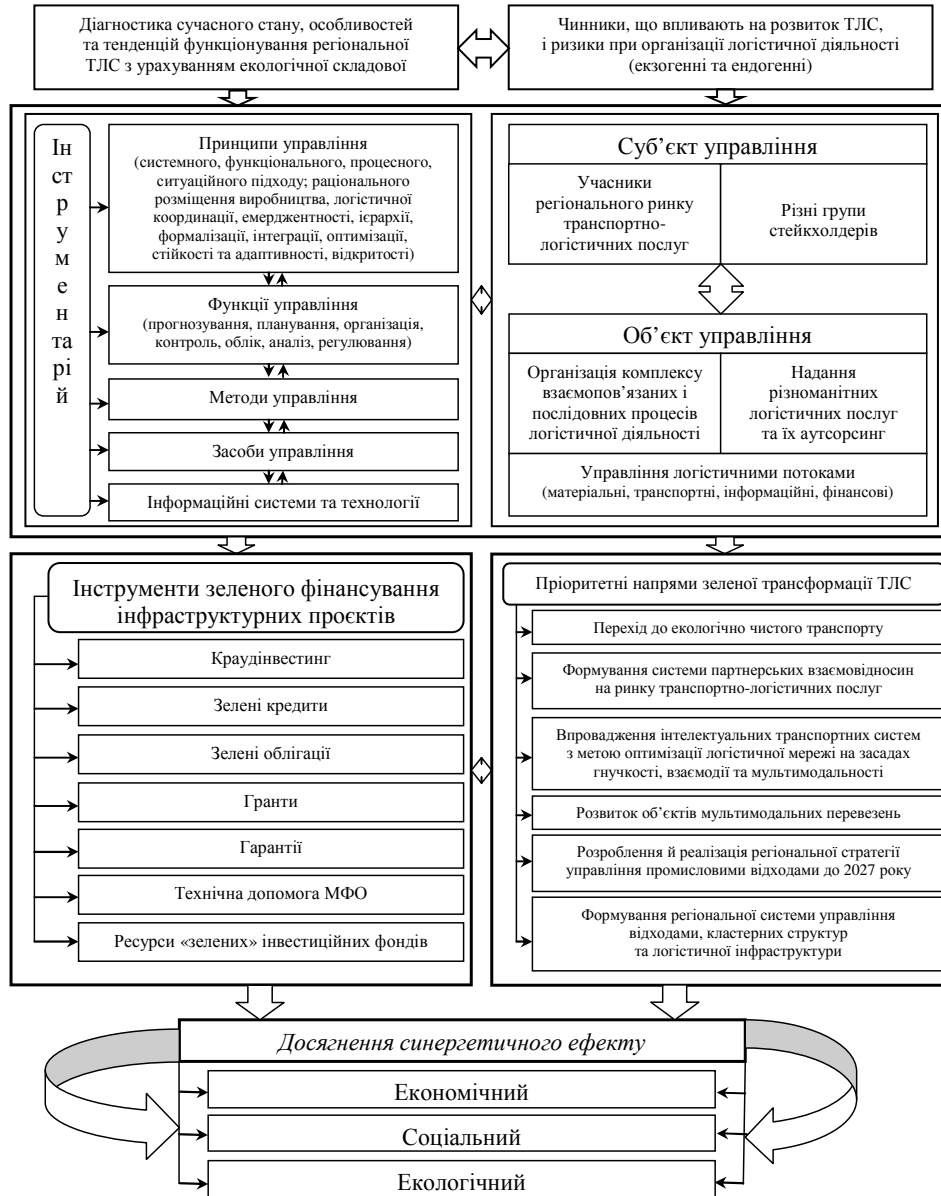 Діагностика сучасного стану, особливостей
та тенденцій функціонування регіональної
ТЛС з урахуванням екологічної складової
Чинники, що впливають на розвиток ТЛС,
і ризики при організації логістичної діяльності
(екзогенні та ендогенні)
Ін
ст
р
у
м
е
н
та
рі
й
Принципи управління
(системного, функціонального, процесного,
ситуаційного підходу; раціонального
розміщення виробництва, логістичної
координації, емерджентності, ієрархії,
формалізації, інтеграції, оптимізації,
стійкості та адаптивності, відкритості)
Функції управління
(прогнозування, планування, організація,
контроль, облік, аналіз, регулювання)
Методи управління
Засоби управління
Інформаційні системи та технології
Суб’єкт управління
Учасники
регіонального ринку
транспортно-
логістичних послуг
Різні групи
стейкхолдерів
Об’єкт управління
Організація комплексу
взаємопов’язаних і
послідовних процесів
логістичної діяльності
Надання
різноманітних
логістичних послуг
та їх аутсорсинг
Управління логістичними потоками
(матеріальні, транспортні, інформаційні, фінансові)
Інструменти зеленого фінансування
інфраструктурних проєктів
Краудінвестинг
Зелені кредити
Зелені облігації
Гранти
Гарантії
Технічна допомога МФО
Ресурси «зелених» інвестиційних фондів
Пріоритетні напрями зеленої трансформації ТЛС
Перехід до екологічно чистого транспорту
Формування системи партнерських взаємовідносин
на ринку транспортно-логістичних послуг
Впровадження інтелектуальних транспортних систем
з метою оптимізації логістичної мережі на засадах
гнучкості, взаємодії та мультимодальності
Розвиток об’єктів мультимодальних перевезень
Розроблення й реалізація регіональної стратегії
управління промисловими відходами до 2027 року
Формування регіональної системи управління
відходами, кластерних структур
та логістичної інфраструктури
Досягнення синергетичного ефекту
Економічний
Соціальний
Екологічний